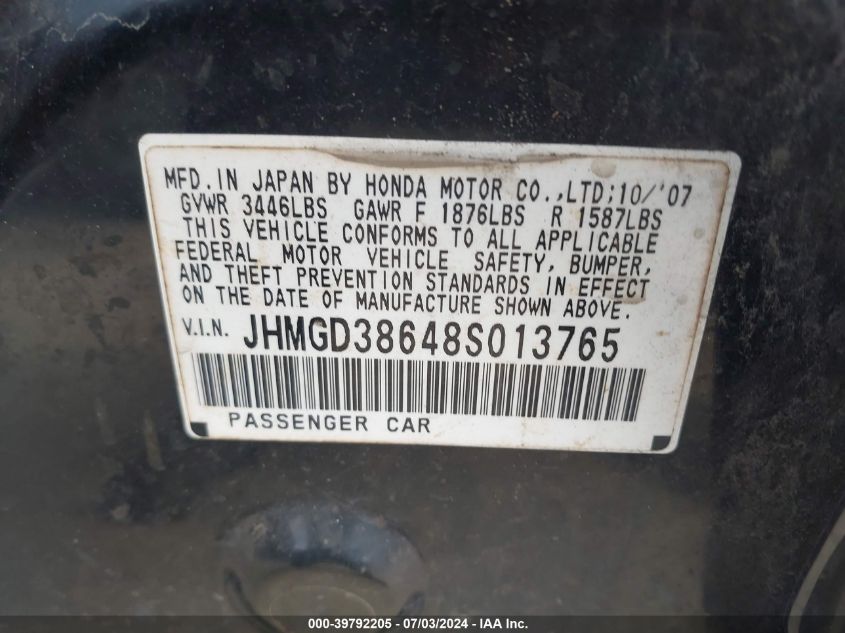 MFD.IN JAPAN BY HONDA MOTOR CO.,LTD;10/'07
GVWR 3446LBS GAWR F 1876LBS R 1587LBS
THIS VEHICLE CONFORMS TO ALL APPLICABLE
FEDERAL MOTOR VEHICLE SAFETY, BUMPER,
AND THEFT PREVENTION STANDARDS IN EFFECT
ON THE DATE OF MANUFACTURE SHOWN ABOVE.
V.I.N. JHMGD38648S013765
PASSENGER CAR
000-39792205 - 07/03/2024 - IAAI Inc.